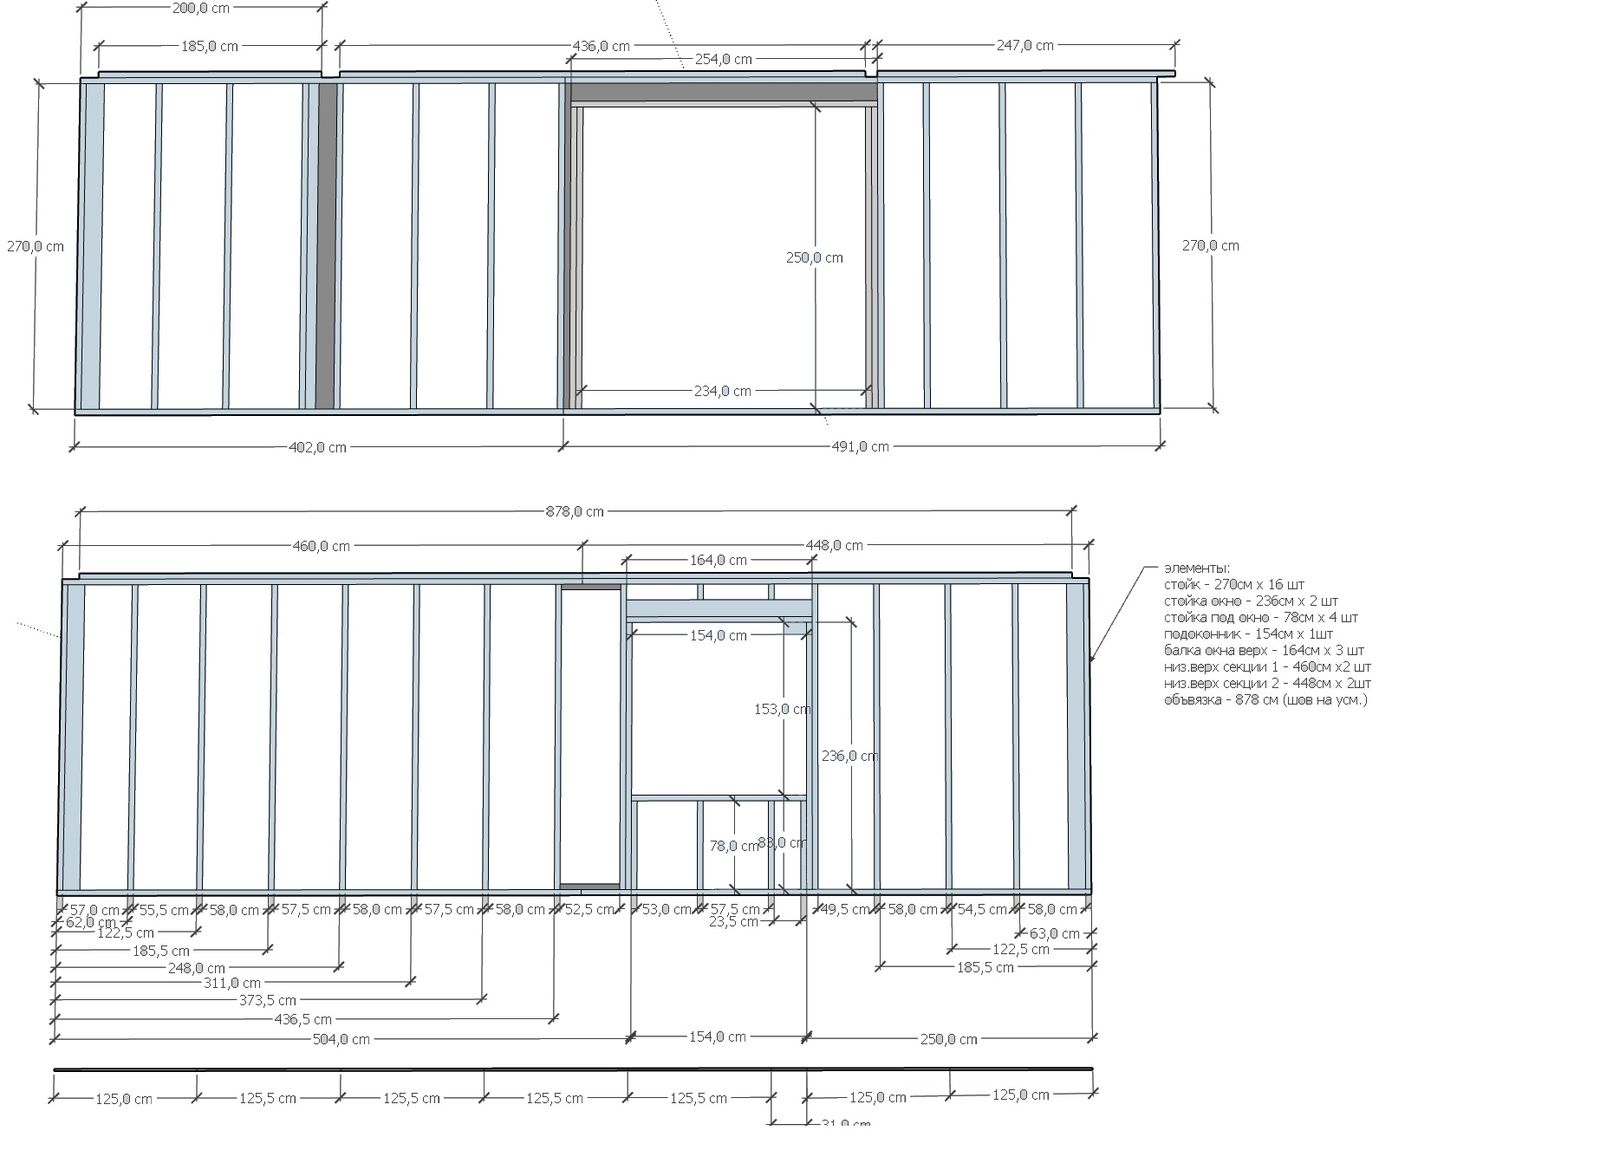 200,0 cm
185,0 cm
436,0 cm
247,0 cm
254,0 cm
270,0 cm
270,0 cm
250,0 cm
234,0 cm
402,0 cm
491,0 cm
878,0 cm
460,0 cm
448,0 cm
164,0 cm
элементы:
стойк - 270см х 16 шт
стойка окно - 236см х 2 шт
стойка под окно - 78см х 4 шт
подоконник - 154см х 1шт
балка окна верх - 164см х 3 шт
низ.верх секции 1 - 460см х2 шт
низ.верх секции 2 - 448см х 2шт
объвязка - 878 см (шов на усм.)
154,0 cm
153,0 cm
236,0 cm
78,0 cm
83,0 cm
57,0 cm
55,5 cm
58,0 cm
57,5 cm
58,0 cm
57,5 cm
58,0 cm
52,5 cm
53,0 cm
57,5 cm
49,5 cm
58,0 cm
54,5 cm
58,0 cm
62,0 cm
23,5 cm
122,5 cm
63,0 cm
185,5 cm
122,5 cm
248,0 cm
185,5 cm
311,0 cm
373,5 cm
436,5 cm
504,0 cm
154,0 cm
250,0 cm
125,0 cm
125,5 cm
125,5 cm
125,5 cm
125,5 cm
125,0 cm
125,0 cm
31,0 cm